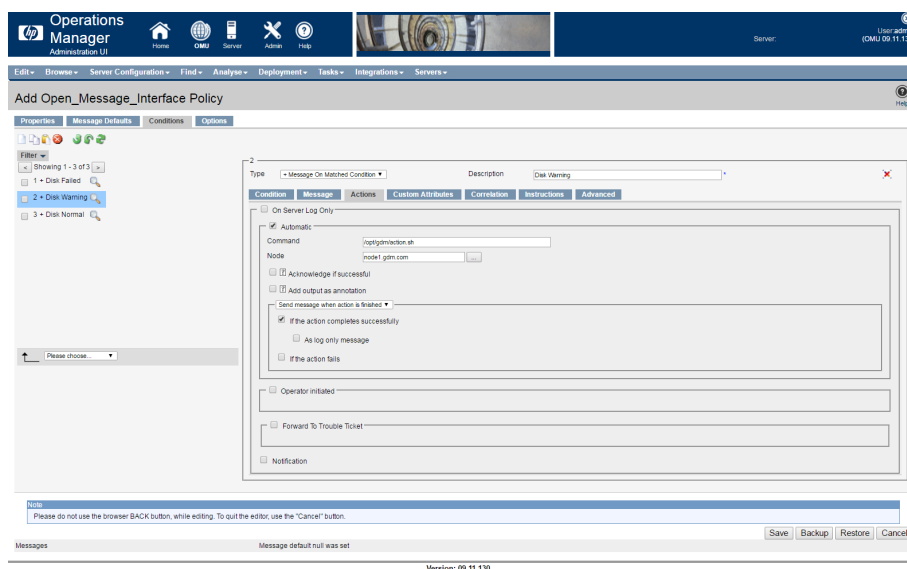 hp
Operations
Manager
Administration UI
Home
OMU
Server
Admin
Help
Server:
User:adm
(OMU 09.11.13
Edit Browse Server Configuration Find Analyse Deployment Tasks Integrations Servers
Add Open_Message_Interface Policy
Help
Properties Message Defaults Conditions Options
Filter
< Showing 1 - 3 of 3 >
1 + Disk Failed
2 + Disk Warning
3 + Disk Normal
Please choose...
2
Type + Message On Matched Condition Description Disk Warning *
Condition Message Actions Custom Attributes Correlation Instructions Advanced
On Server Log Only
Automatic
Command /opt/gdm/action.sh
Node node1.gdm.com ...
Acknowledge if successful
Add output as annotation
Send message when action is finished
If the action completes successfully
As log only message
If the action fails
Operator initiated
Forward To Trouble Ticket
Notification
Note
Please do not use the browser BACK button, while editing. To quit the editor, use the "Cancel" button.
Save Backup Restore Cancel
Messages Message default null was set
Version: 09.11.130